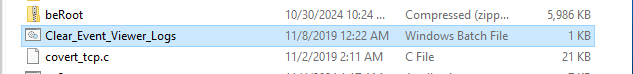 beRoot 10/30/2024 10:24 ... Compressed (zipp... 5,986 KB
Clear_Event_Viewer_Logs 11/8/2019 12:22 AM Windows Batch File 1 KB
covert_tcp.c 11/2/2019 2:11 AM C File 21 KB